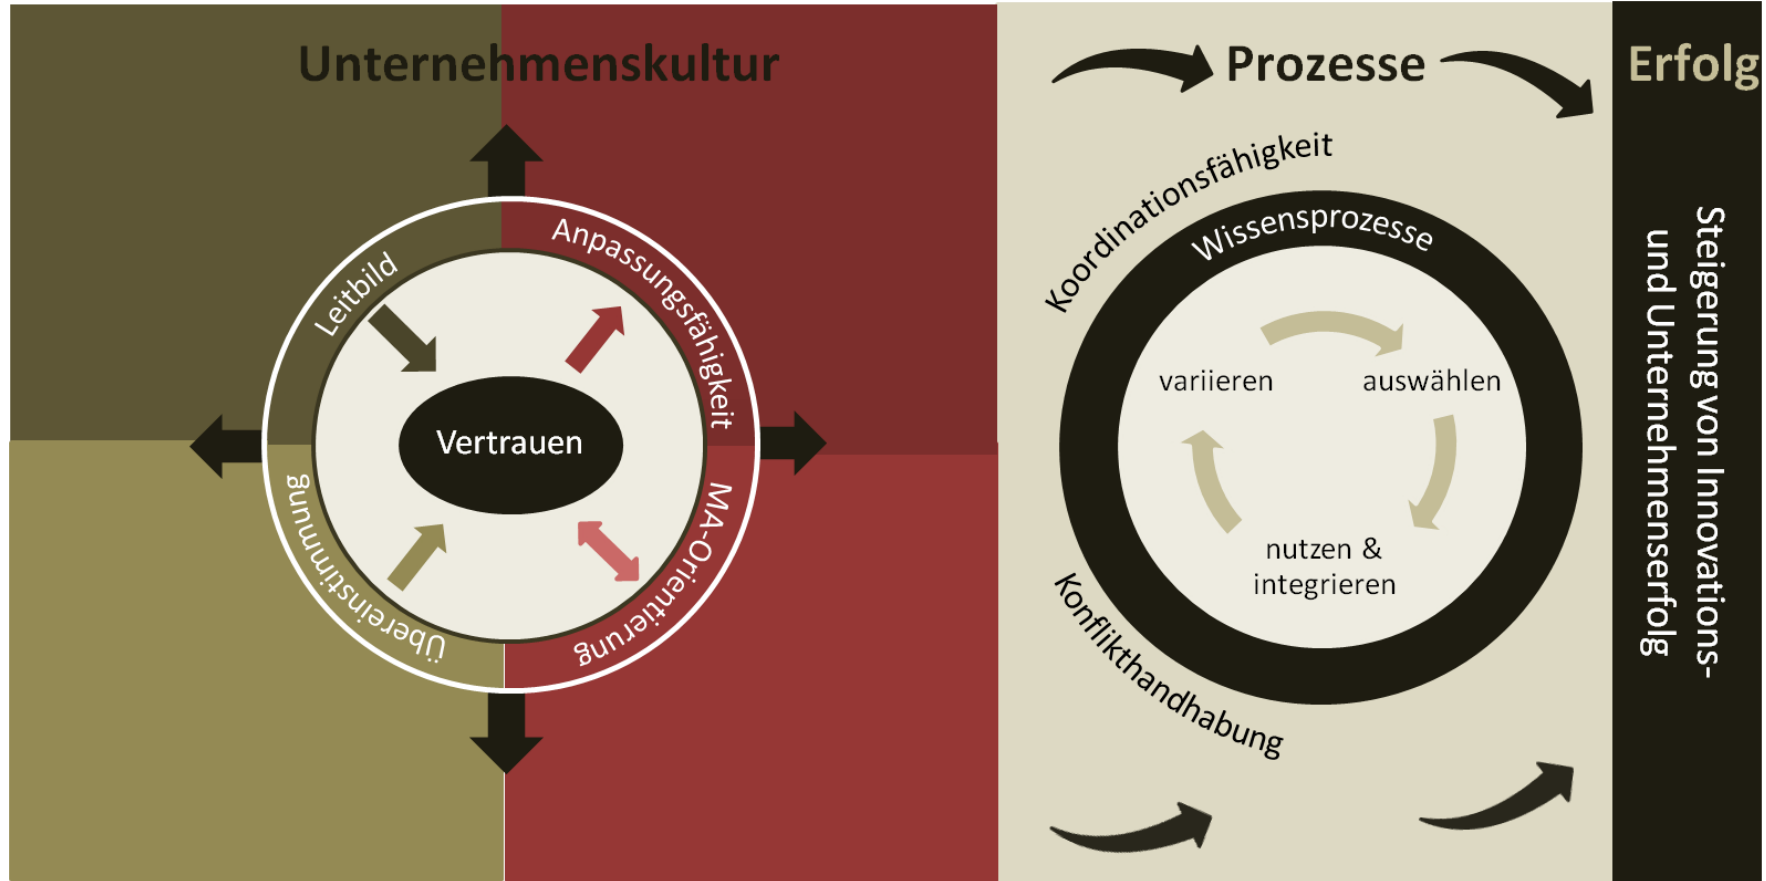 Unternehmenskultur
Leitbild
Anpassungsfähigkeit
Vertrauen
Übereinstimmung
MA-Orientierung
Prozesse
Koordinationsfähigkeit
Wissensprozesse
variieren
auswählen
nutzen &
integrieren
Konflikthandhabung
Erfolg
Steigerung von Innovations-
und Unternehmenserfolg